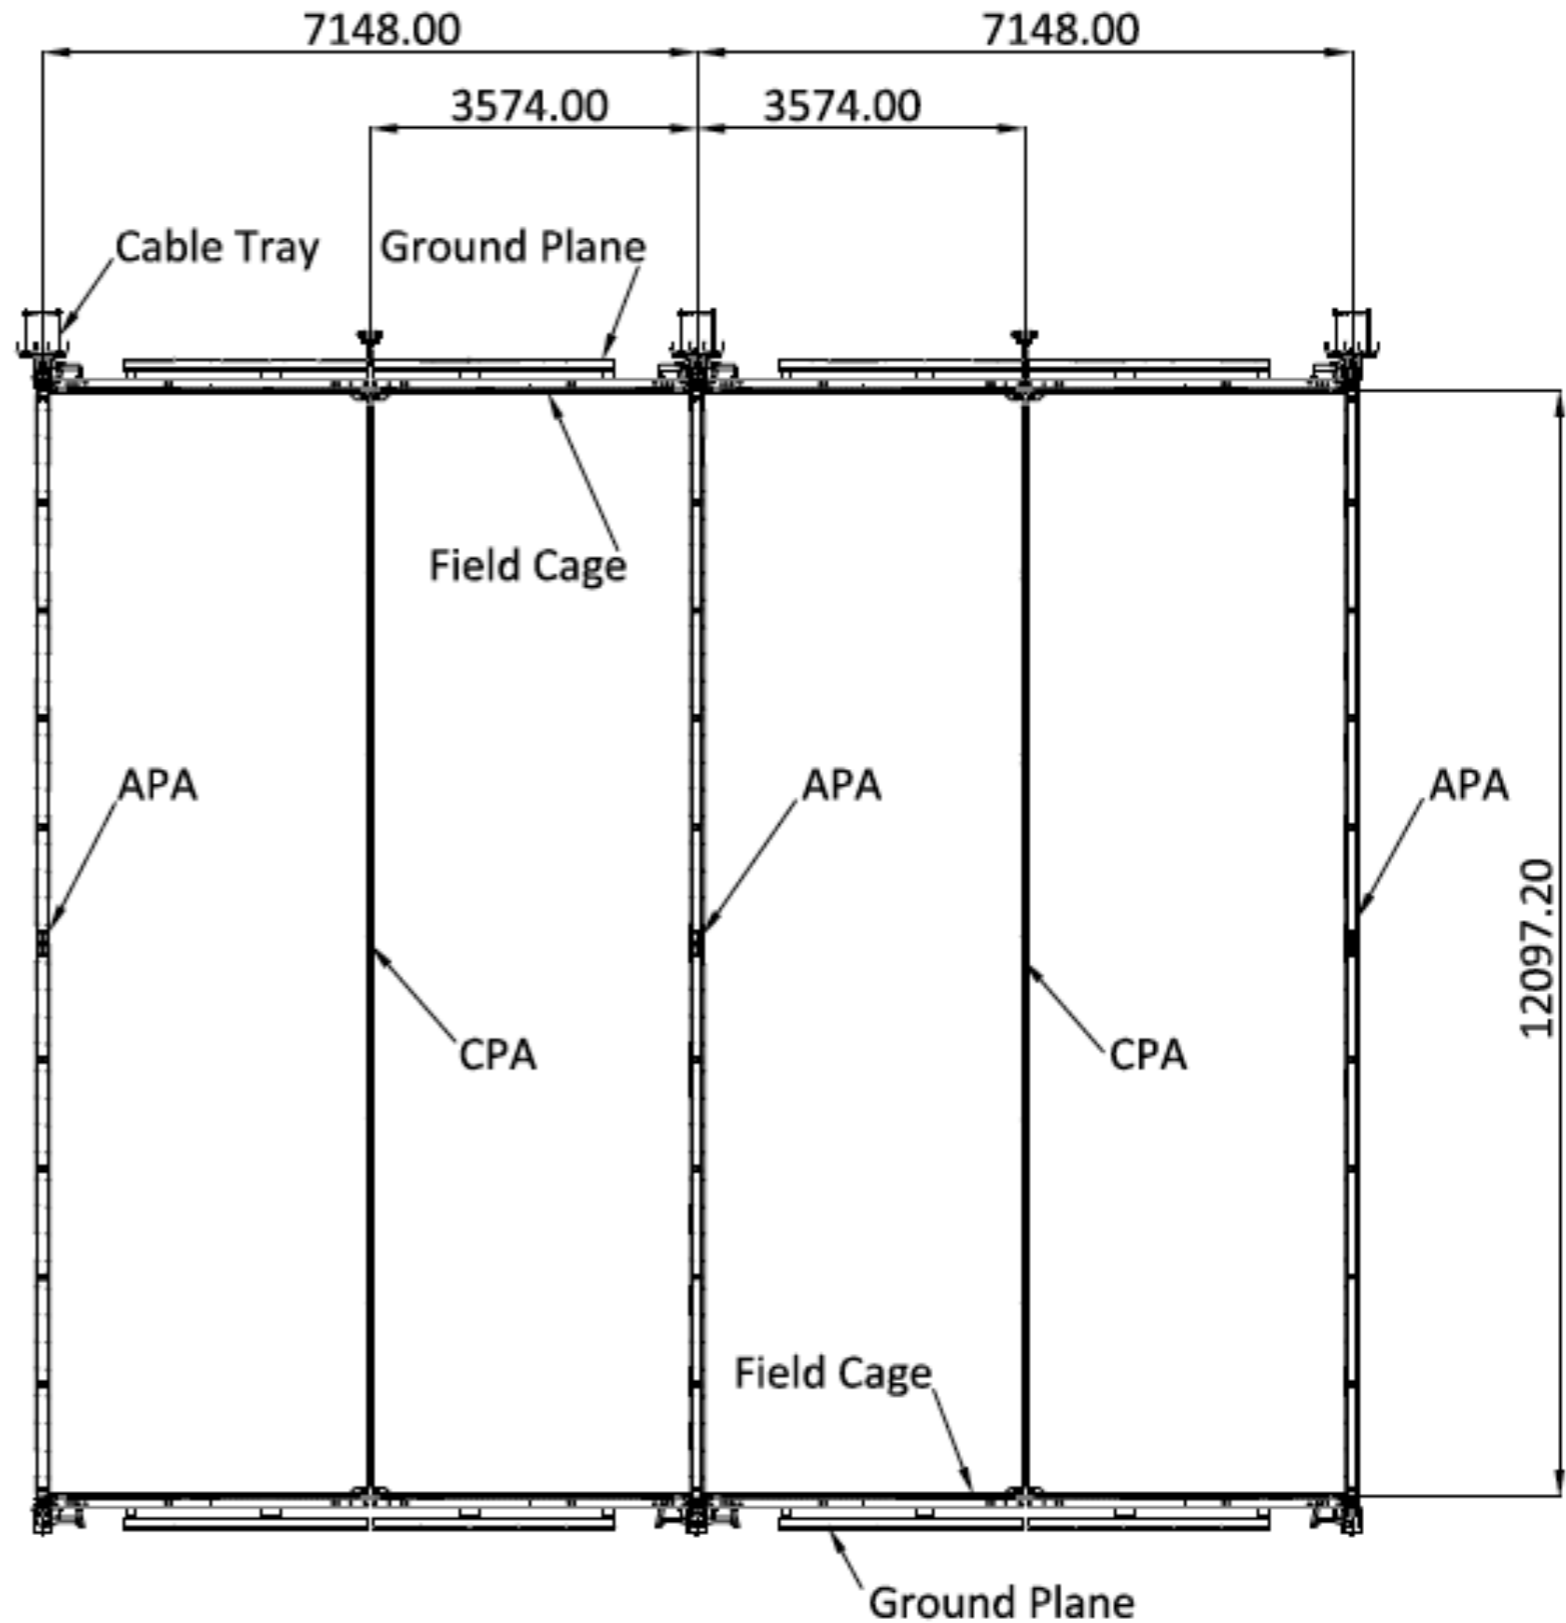 7148.00
7148.00
3574.00
3574.00
Cable Tray
Ground Plane
Field Cage
APA
APA
APA
12097.20
CPA
CPA
Field Cage
Ground Plane